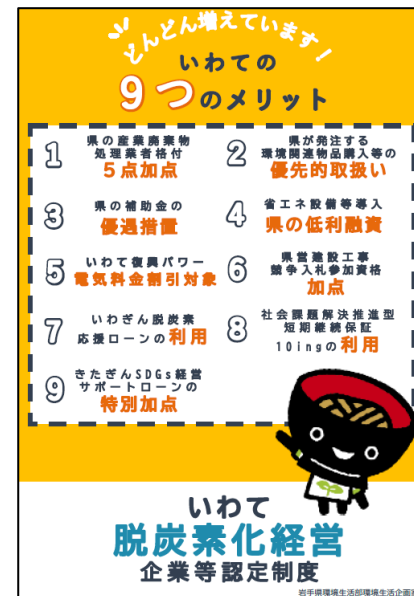 どんどん増えています!
いわての
9つのメリット
1
県の産業廃棄物
処理業者格付
5点加点
2
県が発注する
環境関連物品購入等の
優先的取扱い
3
県の補助金の
優遇措置
4
省エネ設備等導入
県の低利融資
5
いわて復興パワー
電気料金割引対象
6
県営建設工事
競争入札参加資格
加点
7
いわぎん脱炭素
応援ローンの利用
8
社会課題解決推進型
短期継続保証
10ingの利用
9
きたぎんSDGs経営
サポートローンの
特別加点
いわて
脱炭素化経営
企業等認定制度
岩手県環境生活部環境生活企画室